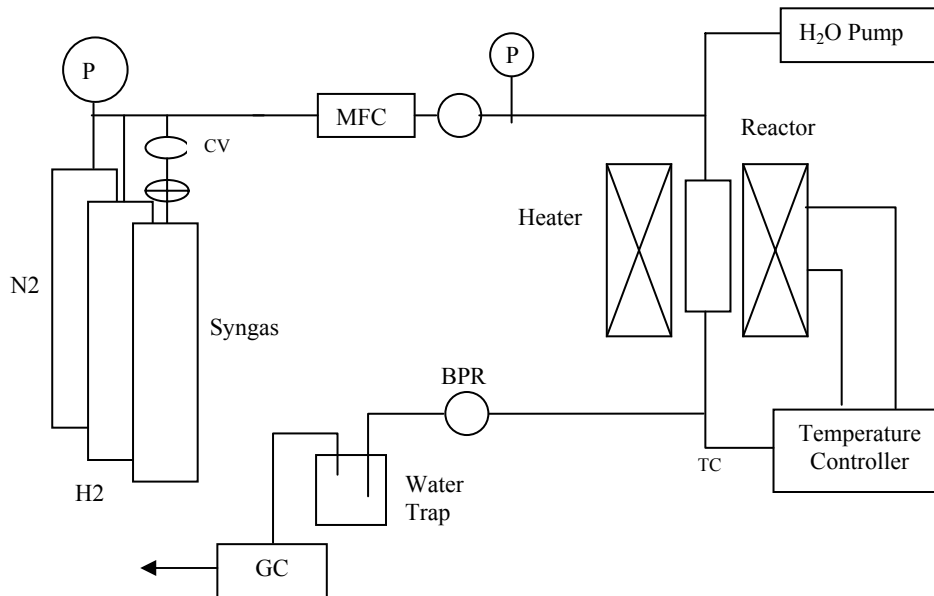 H₂O Pump
P
P
MFC
CV
Reactor
Heater
N2
Syngas
BPR
H2
Water
Trap
TC
Temperature
Controller
GC